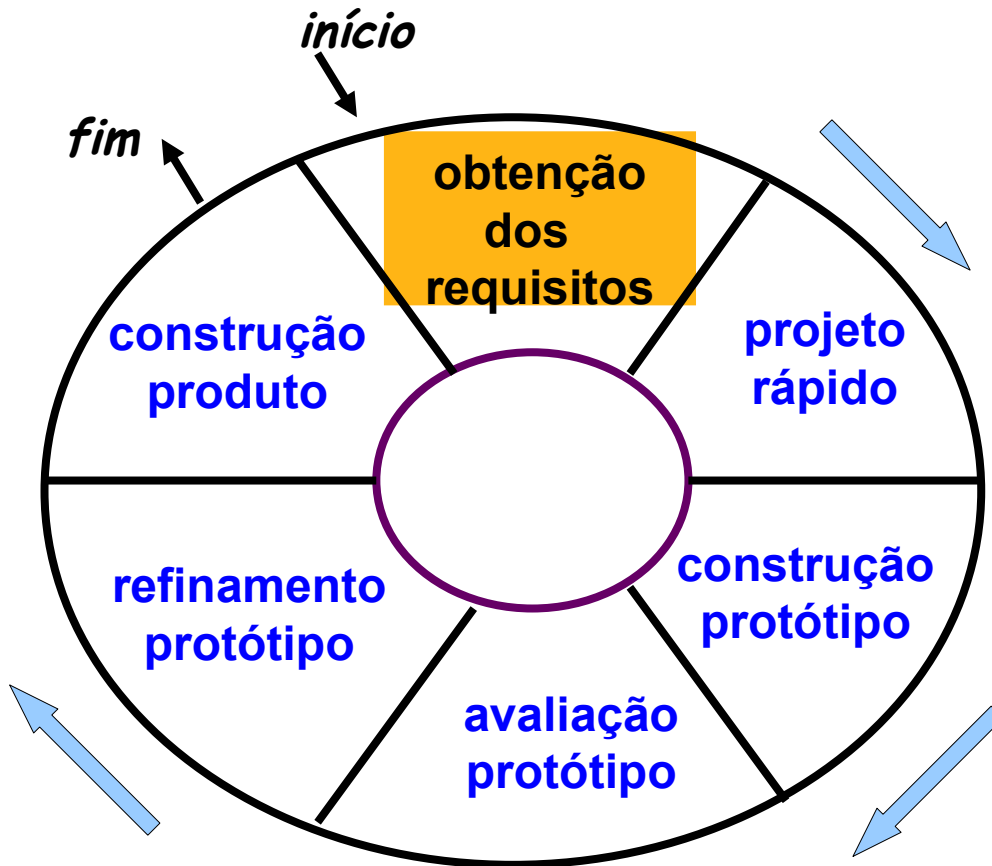 início
fim
obtenção
dos
requisitos
projeto
rápido
construção
protótipo
avaliação
protótipo
refinamento
protótipo
construção
produto